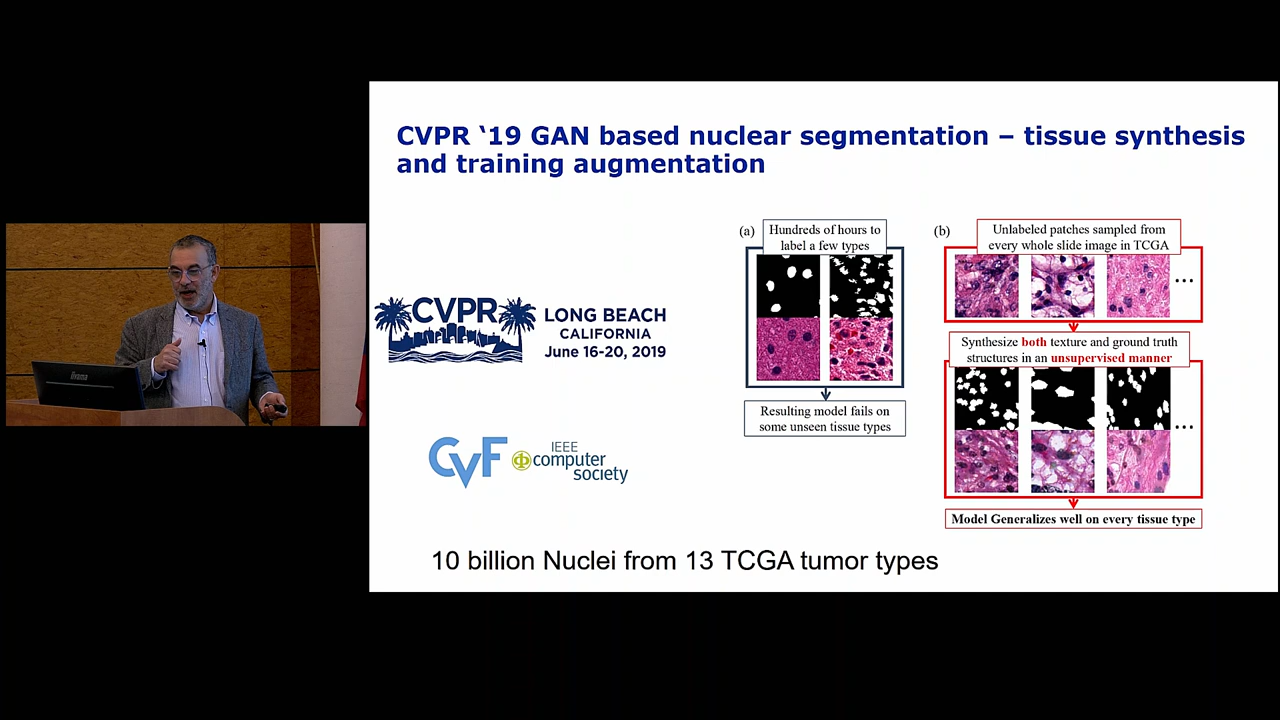 CVPR ‘19 GAN based nuclear segmentation – tissue synthesis
and training augmentation
CVPR
LONG BEACH
CALIFORNIA
June 16-20, 2019
CVF
IEEE
computer
society
(a)
Hundreds of hours to
label a few types
Resulting model fails on
some unseen tissue types
(b)
Unlabeled patches sampled from
every whole slide image in TCGA
...
Synthesize both texture and ground truth
structures in an unsupervised manner
...
Model Generalizes well on every tissue type
10 billion Nuclei from 13 TCGA tumor types
iiyama